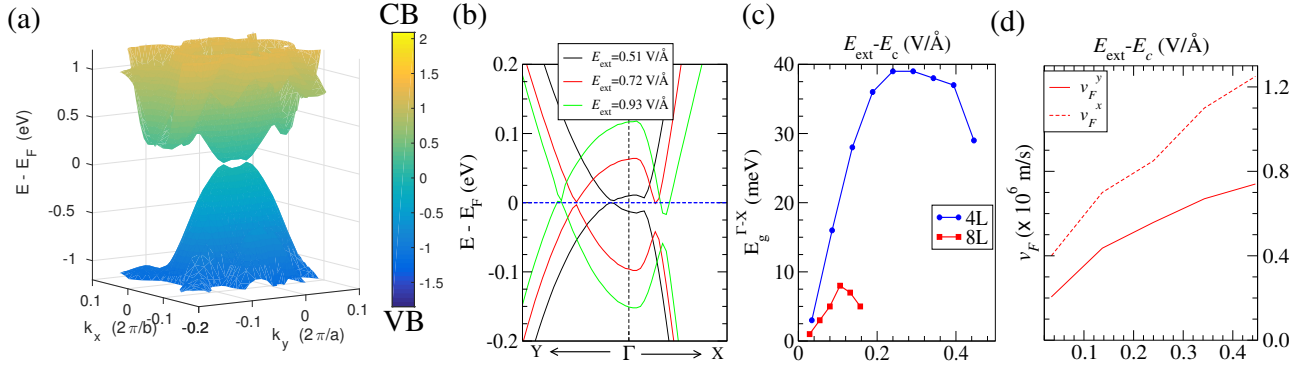 (a)
CB
2
1.5
1
0.5
0
-0.5
-1
-1.5
VB
E - E_F (eV)
1
0.5
0
-0.5
-1
0.1
0
-0.1
k_x (2π/b)
-0.2
-0.1
0
0.1
k_y (2π/a)
(b)
E_ext=0.51 V/Å
E_ext=0.72 V/Å
E_ext=0.93 V/Å
E - E_F (eV)
0.2
0.1
0
-0.1
-0.2
Y
Γ
X
(c)
E_ext-E_c (V/Å)
E_g^Γ-X (meV)
40
30
20
10
0
4L
8L
0
0.2
0.4
(d)
E_ext-E_c (V/Å)
v_F^y
v_F^x
v_F (x 10^6 m/s)
1.2
0.8
0.4
0.0
0.1
0.2
0.3
0.4